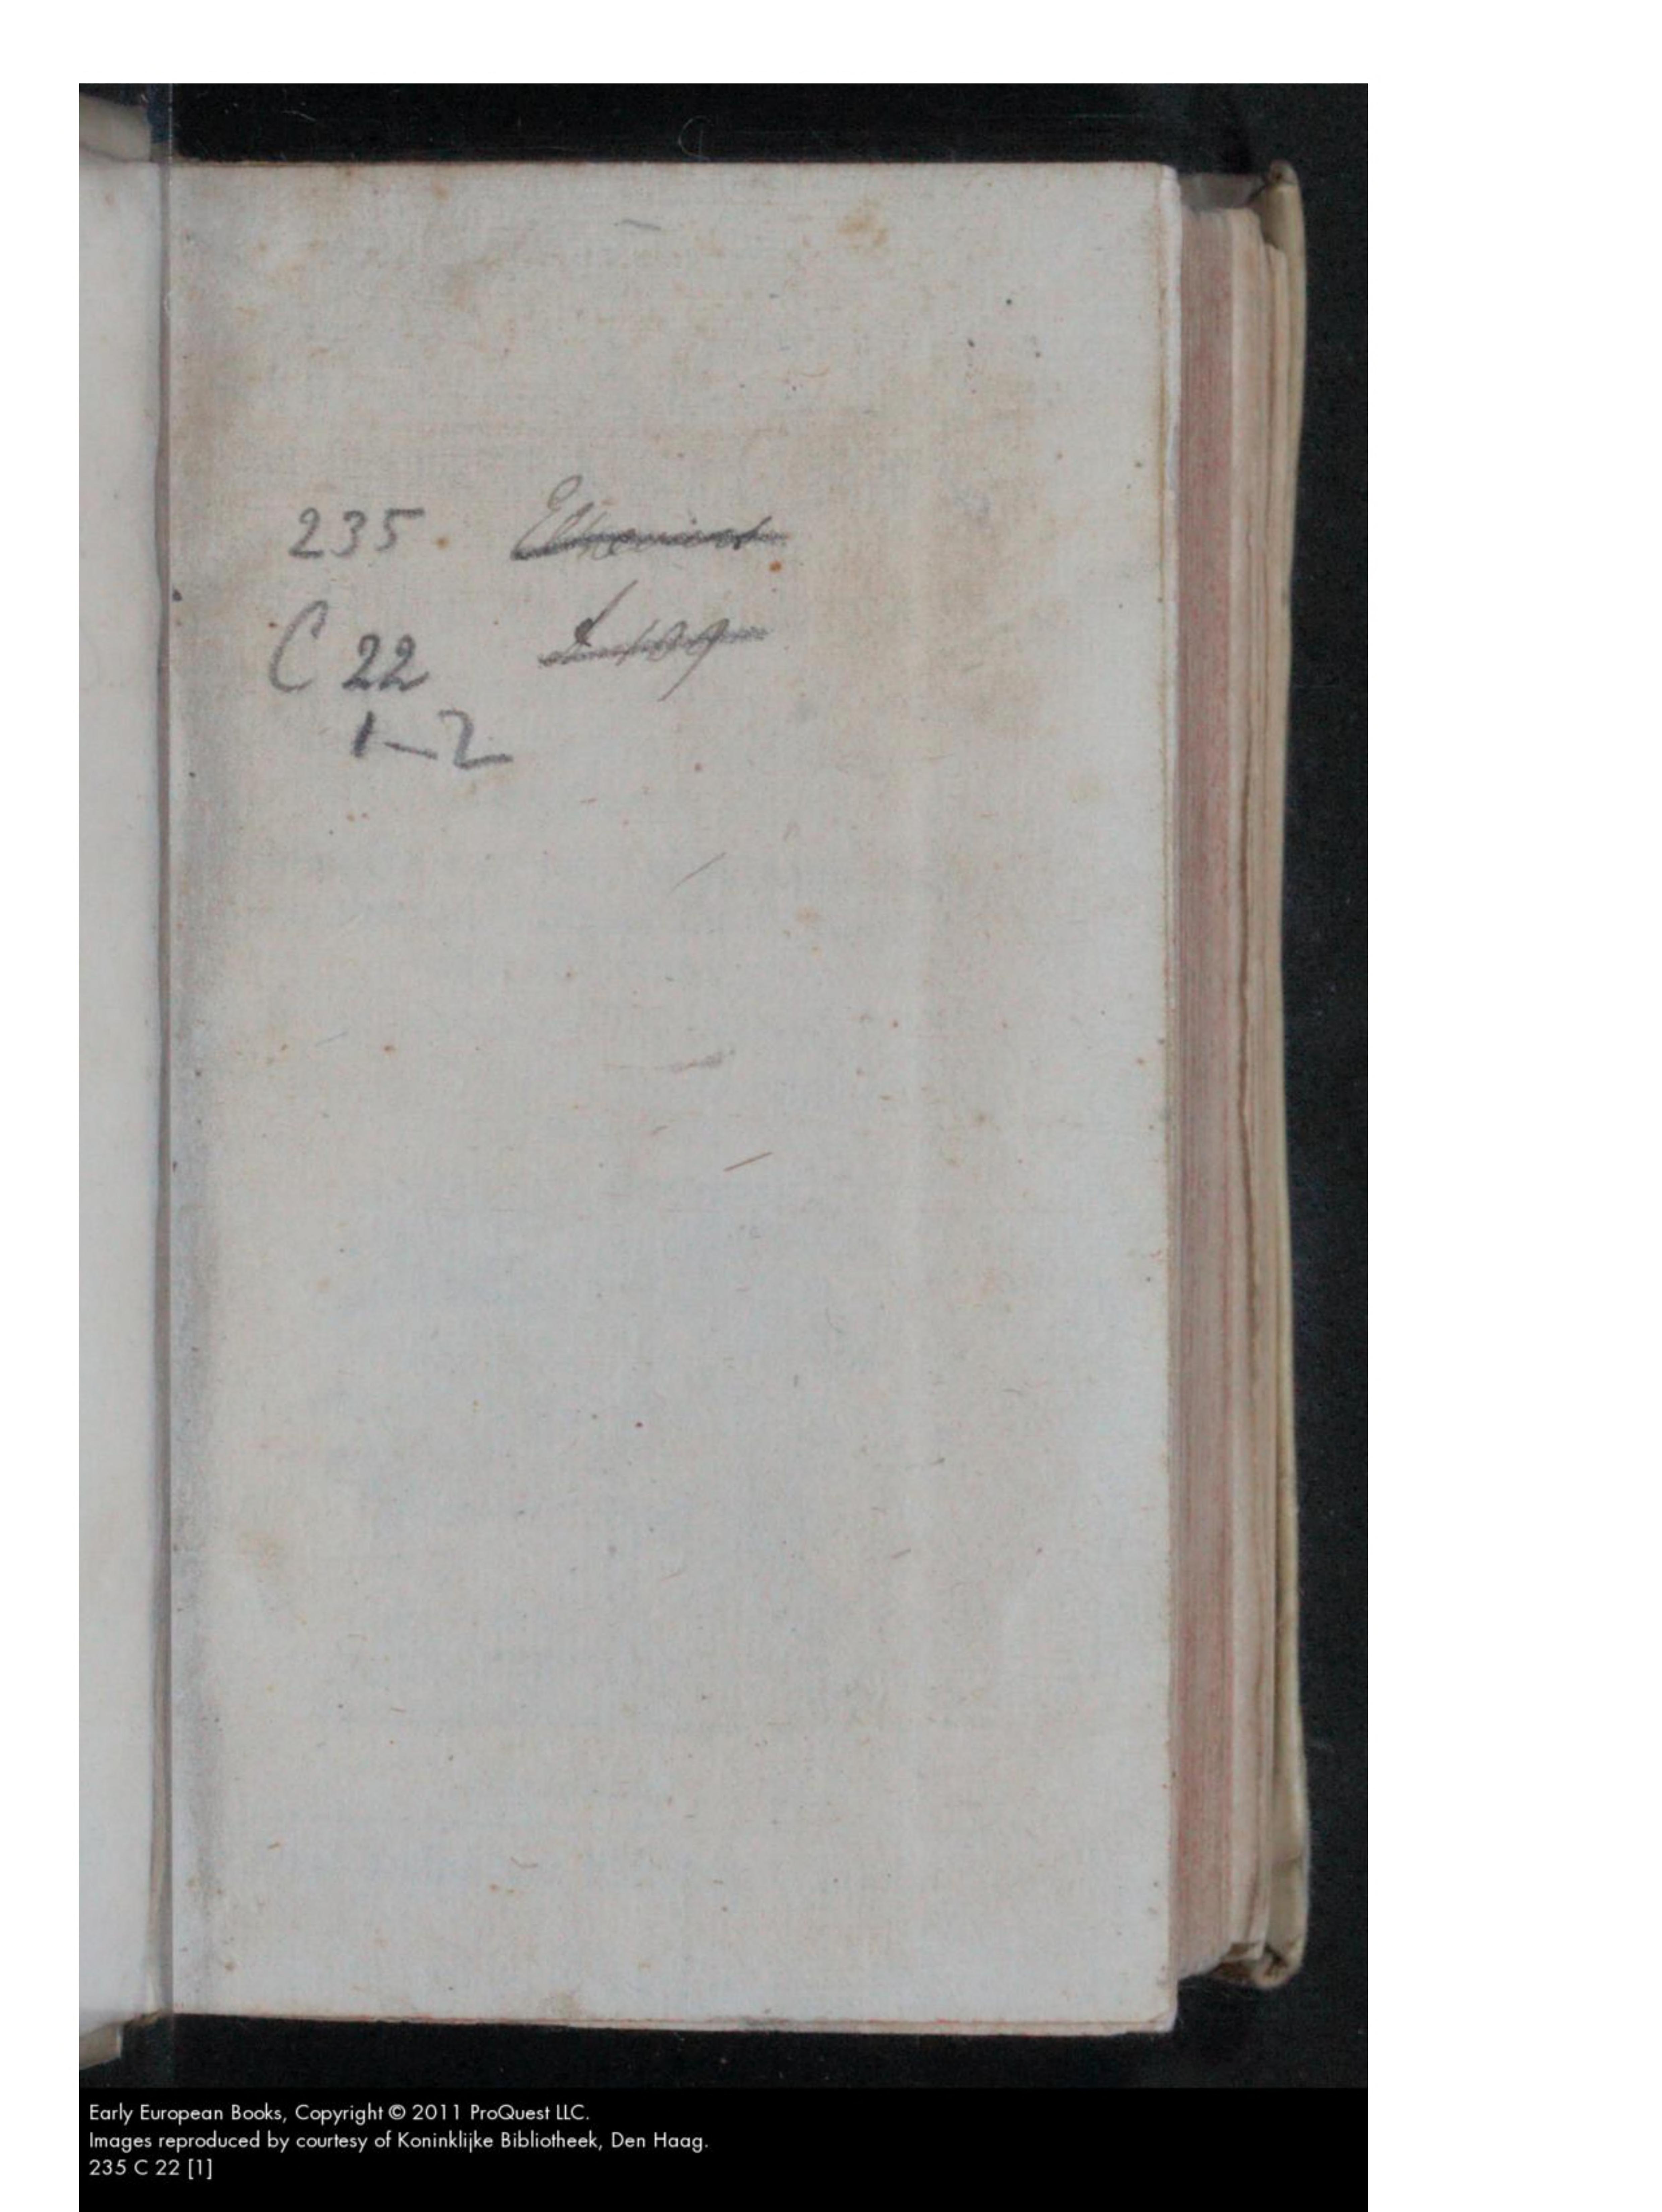 235.
C 22
1-2
Early European Books, Copyright © 2011 ProQuest LLC.
Images reproduced by courtesy of Koninklijke Bibliotheek, Den Haag.
235 C 22 [1]